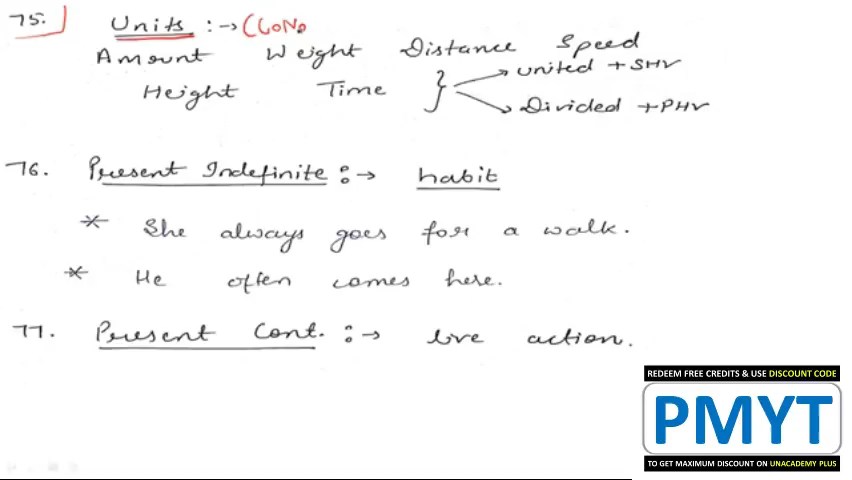 75. Units :→
Amount Weight Distance Speed
Height Time } united + SHV
Divided + PHV
76. Present Indefinite :→ habit
* She always goes for a walk.
* He often comes here.
77. Present Cont. :→ live action.
REDEEM FREE CREDITS & USE DISCOUNT CODE
PMYT
TO GET MAXIMUM DISCOUNT ON UNACADEMY PLUS